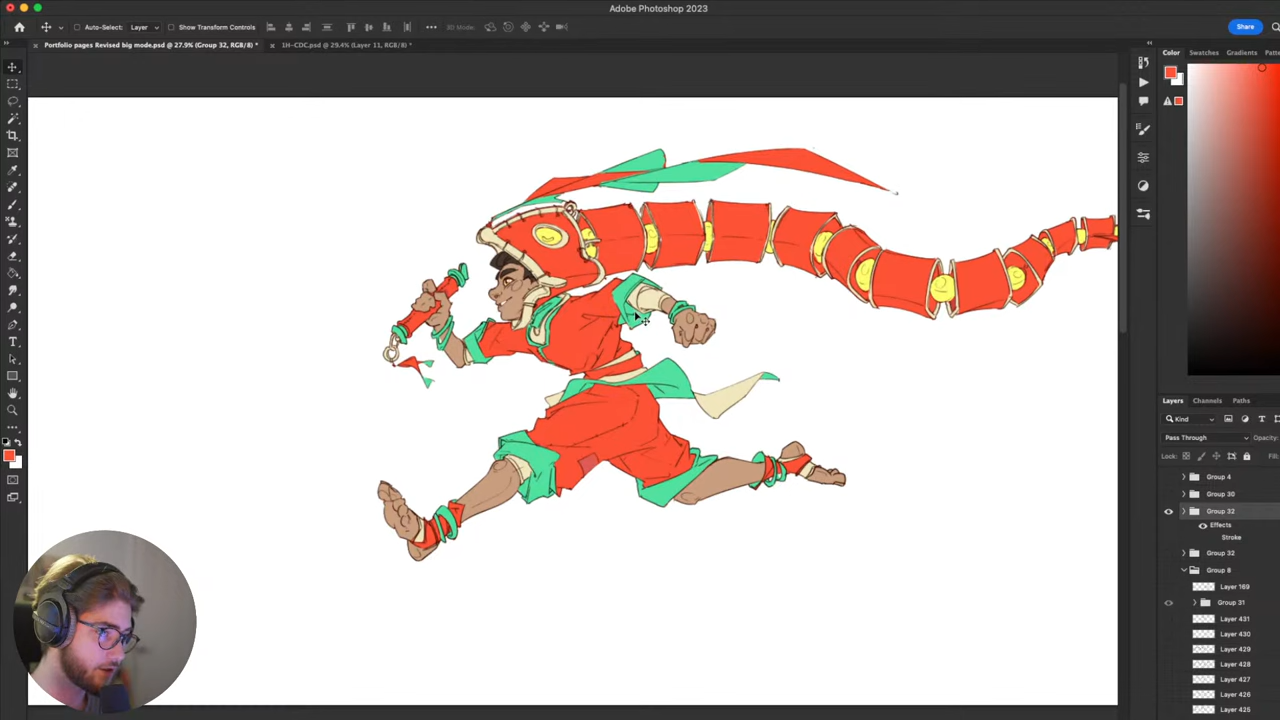 Adobe Photoshop 2023
Auto-Select: Layer Show Transform Controls 3D Mode: Share
Portfolio pages Revised big mode.psd @ 27.9% (Group 32, RGB/8) * 1H-CDC.psd @ 29.4% (Layer 11, RGB/8) *
Color Swatches Gradients Patte
Layers Channels Paths
Kind
Pass Through Opacity:
Lock: Fill:
Group 4
Group 30
Group 32
Effects
Stroke
Group 32
Group 8
Layer 169
Group 31
Layer 431
Layer 430
Layer 429
Layer 428
Layer 427
Layer 426
Layer 425